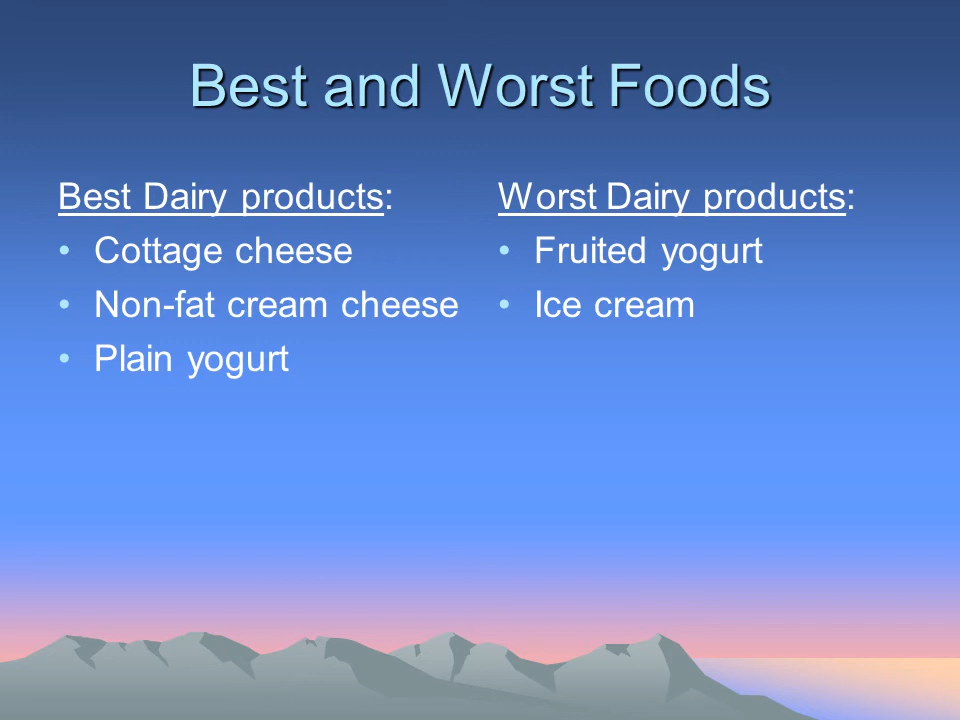 Best and Worst Foods
Best Dairy products:
• Cottage cheese
• Non-fat cream cheese
• Plain yogurt
Worst Dairy products:
• Fruited yogurt
• Ice cream